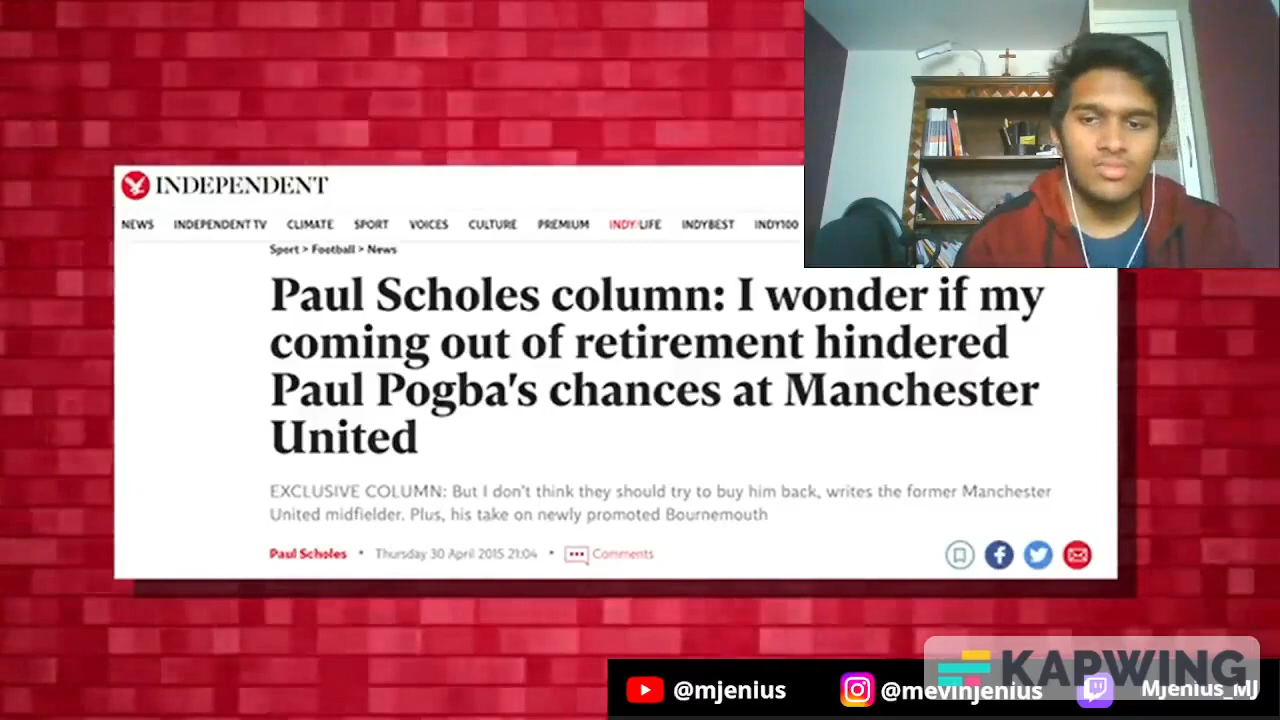 INDEPENDENT
NEWS INDEPENDENT TV CLIMATE SPORT VOICES CULTURE PREMIUM INDY/LIFE INDYBEST INDY100
Sport > Football > News
Paul Scholes column: I wonder if my
coming out of retirement hindered
Paul Pogba's chances at Manchester
United
EXCLUSIVE COLUMN: But I don't think they should try to buy him back, writes the former Manchester
United midfielder. Plus, his take on newly promoted Bournemouth
Paul Scholes • Thursday 30 April 2015 21:04 • Comments
KAPWING
@mjenius @mevinjenius Mjenius_MJ